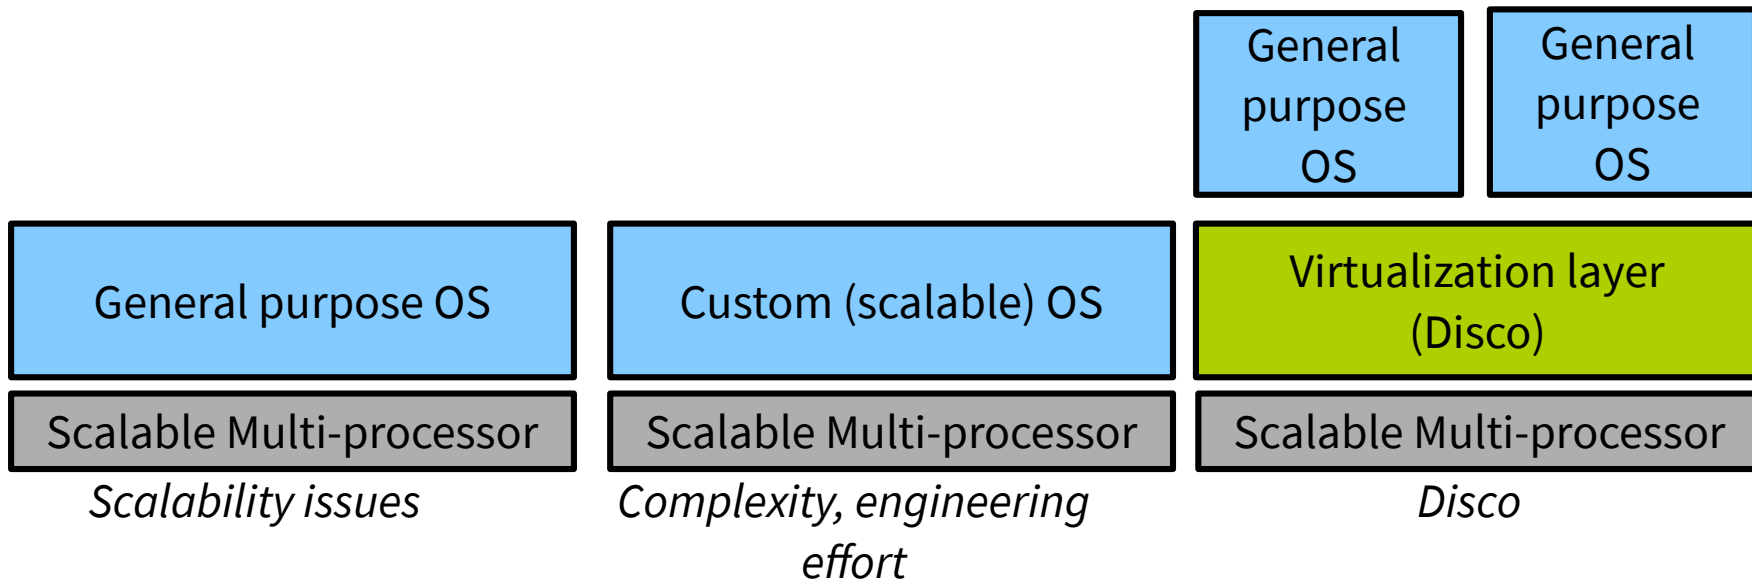 General
purpose
OS
General
purpose
OS
General purpose OS
Custom (scalable) OS
Virtualization layer
(Disco)
Scalable Multi-processor
Scalable Multi-processor
Scalable Multi-processor
Scalability issues
Complexity, engineering
effort
Disco